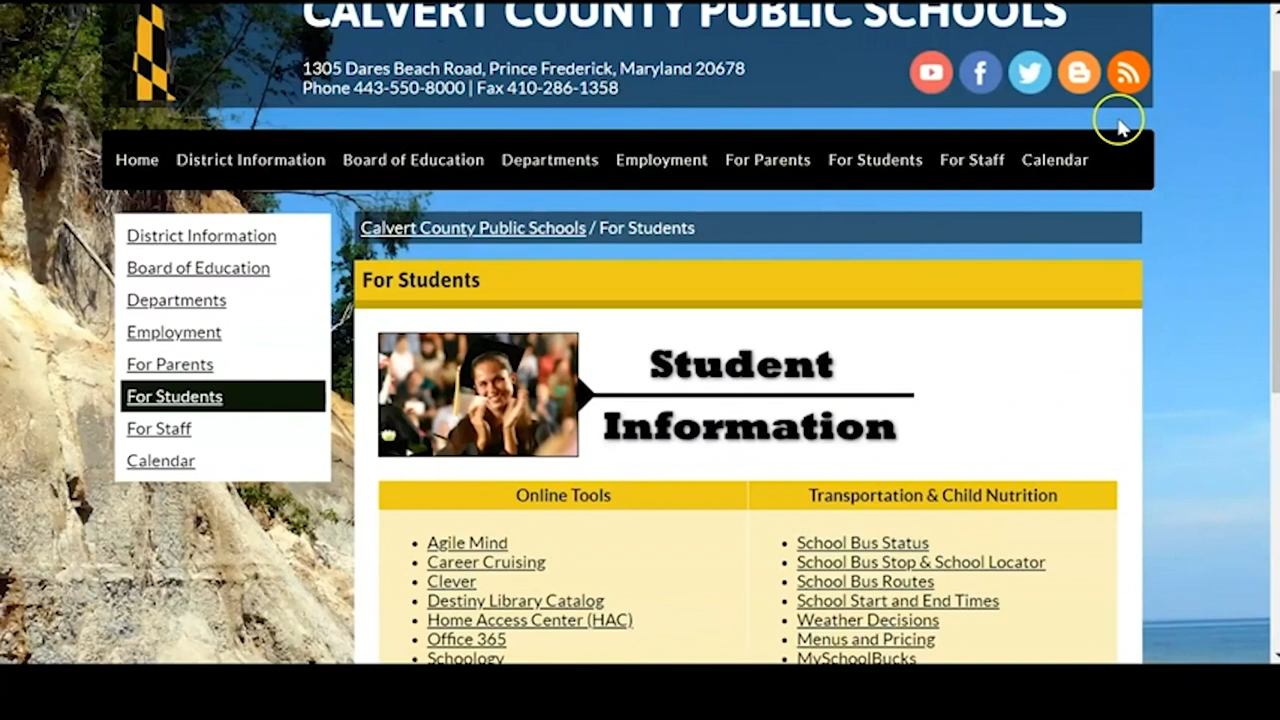 CALVERT COUNTY PUBLIC SCHOOLS
1305 Dares Beach Road, Prince Frederick, Maryland 20678
Phone 443-550-8000 | Fax 410-286-1358
Home District Information Board of Education Departments Employment For Parents For Students For Staff Calendar
District Information
Board of Education
Departments
Employment
For Parents
For Students
For Staff
Calendar
Calvert County Public Schools / For Students
For Students
Student
Information
Online Tools
• Agile Mind
• Career Cruising
• Clever
• Destiny Library Catalog
• Home Access Center (HAC)
• Office 365
• Schoology
Transportation & Child Nutrition
• School Bus Status
• School Bus Stop & School Locator
• School Bus Routes
• School Start and End Times
• Weather Decisions
• Menus and Pricing
• MySchoolBucks